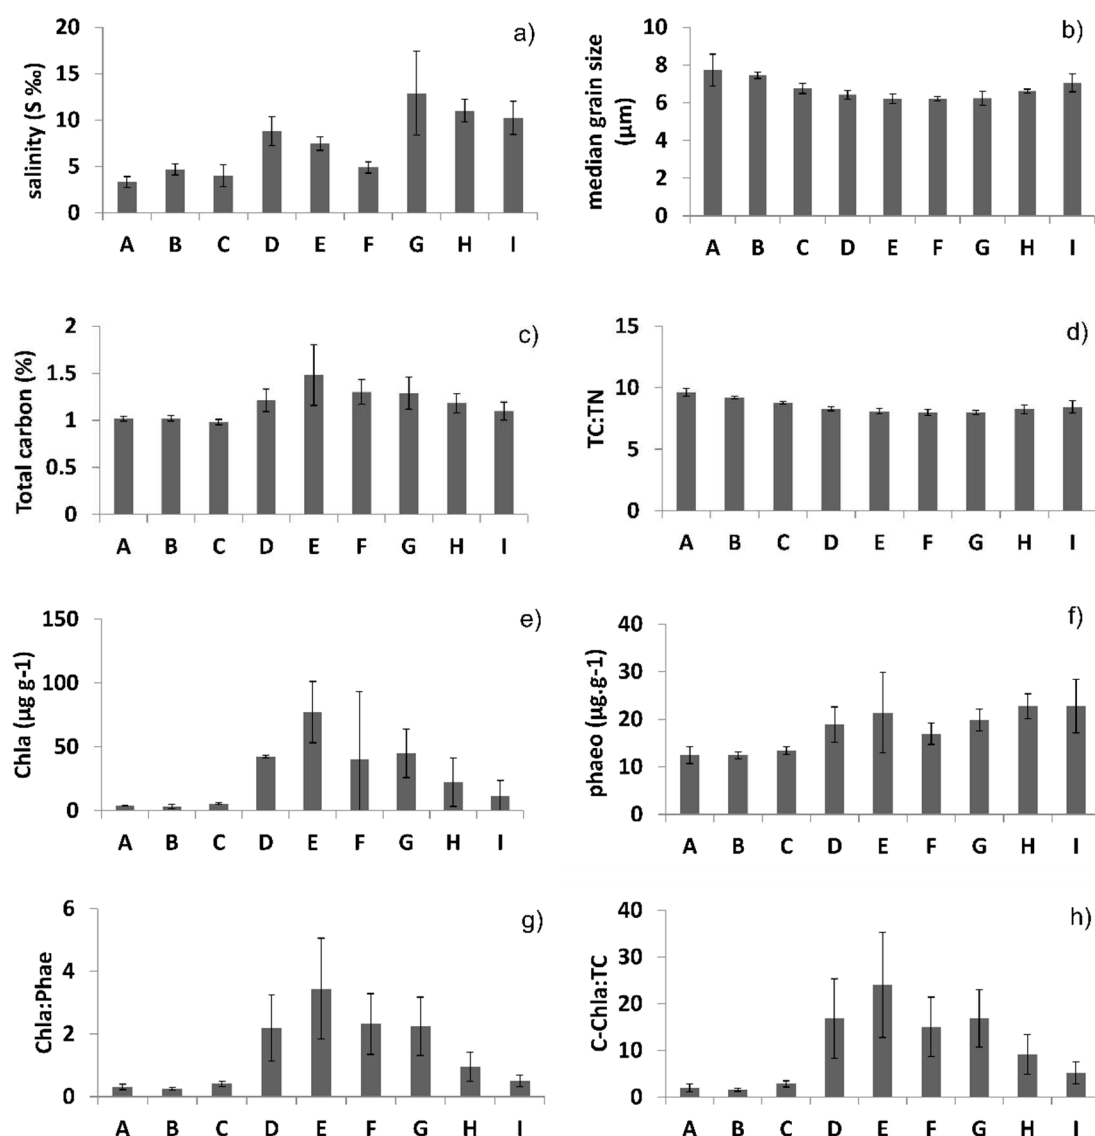 a)
salinity (S ‰)
20
15
10
5
0
A B C D E F G H I
b)
median grain size
(µm)
10
8
6
4
2
0
A B C D E F G H I
c)
Total carbon (%)
2
1.5
1
0.5
0
A B C D E F G H I
d)
TC:TN
15
10
5
0
A B C D E F G H I
e)
Chla (µg g-1)
150
100
50
0
A B C D E F G H I
f)
phaeo (µg.g-1)
40
30
20
10
0
A B C D E F G H I
g)
Chla:Phae
6
4
2
0
A B C D E F G H I
h)
C-Chla:TC
40
30
20
10
0
A B C D E F G H I